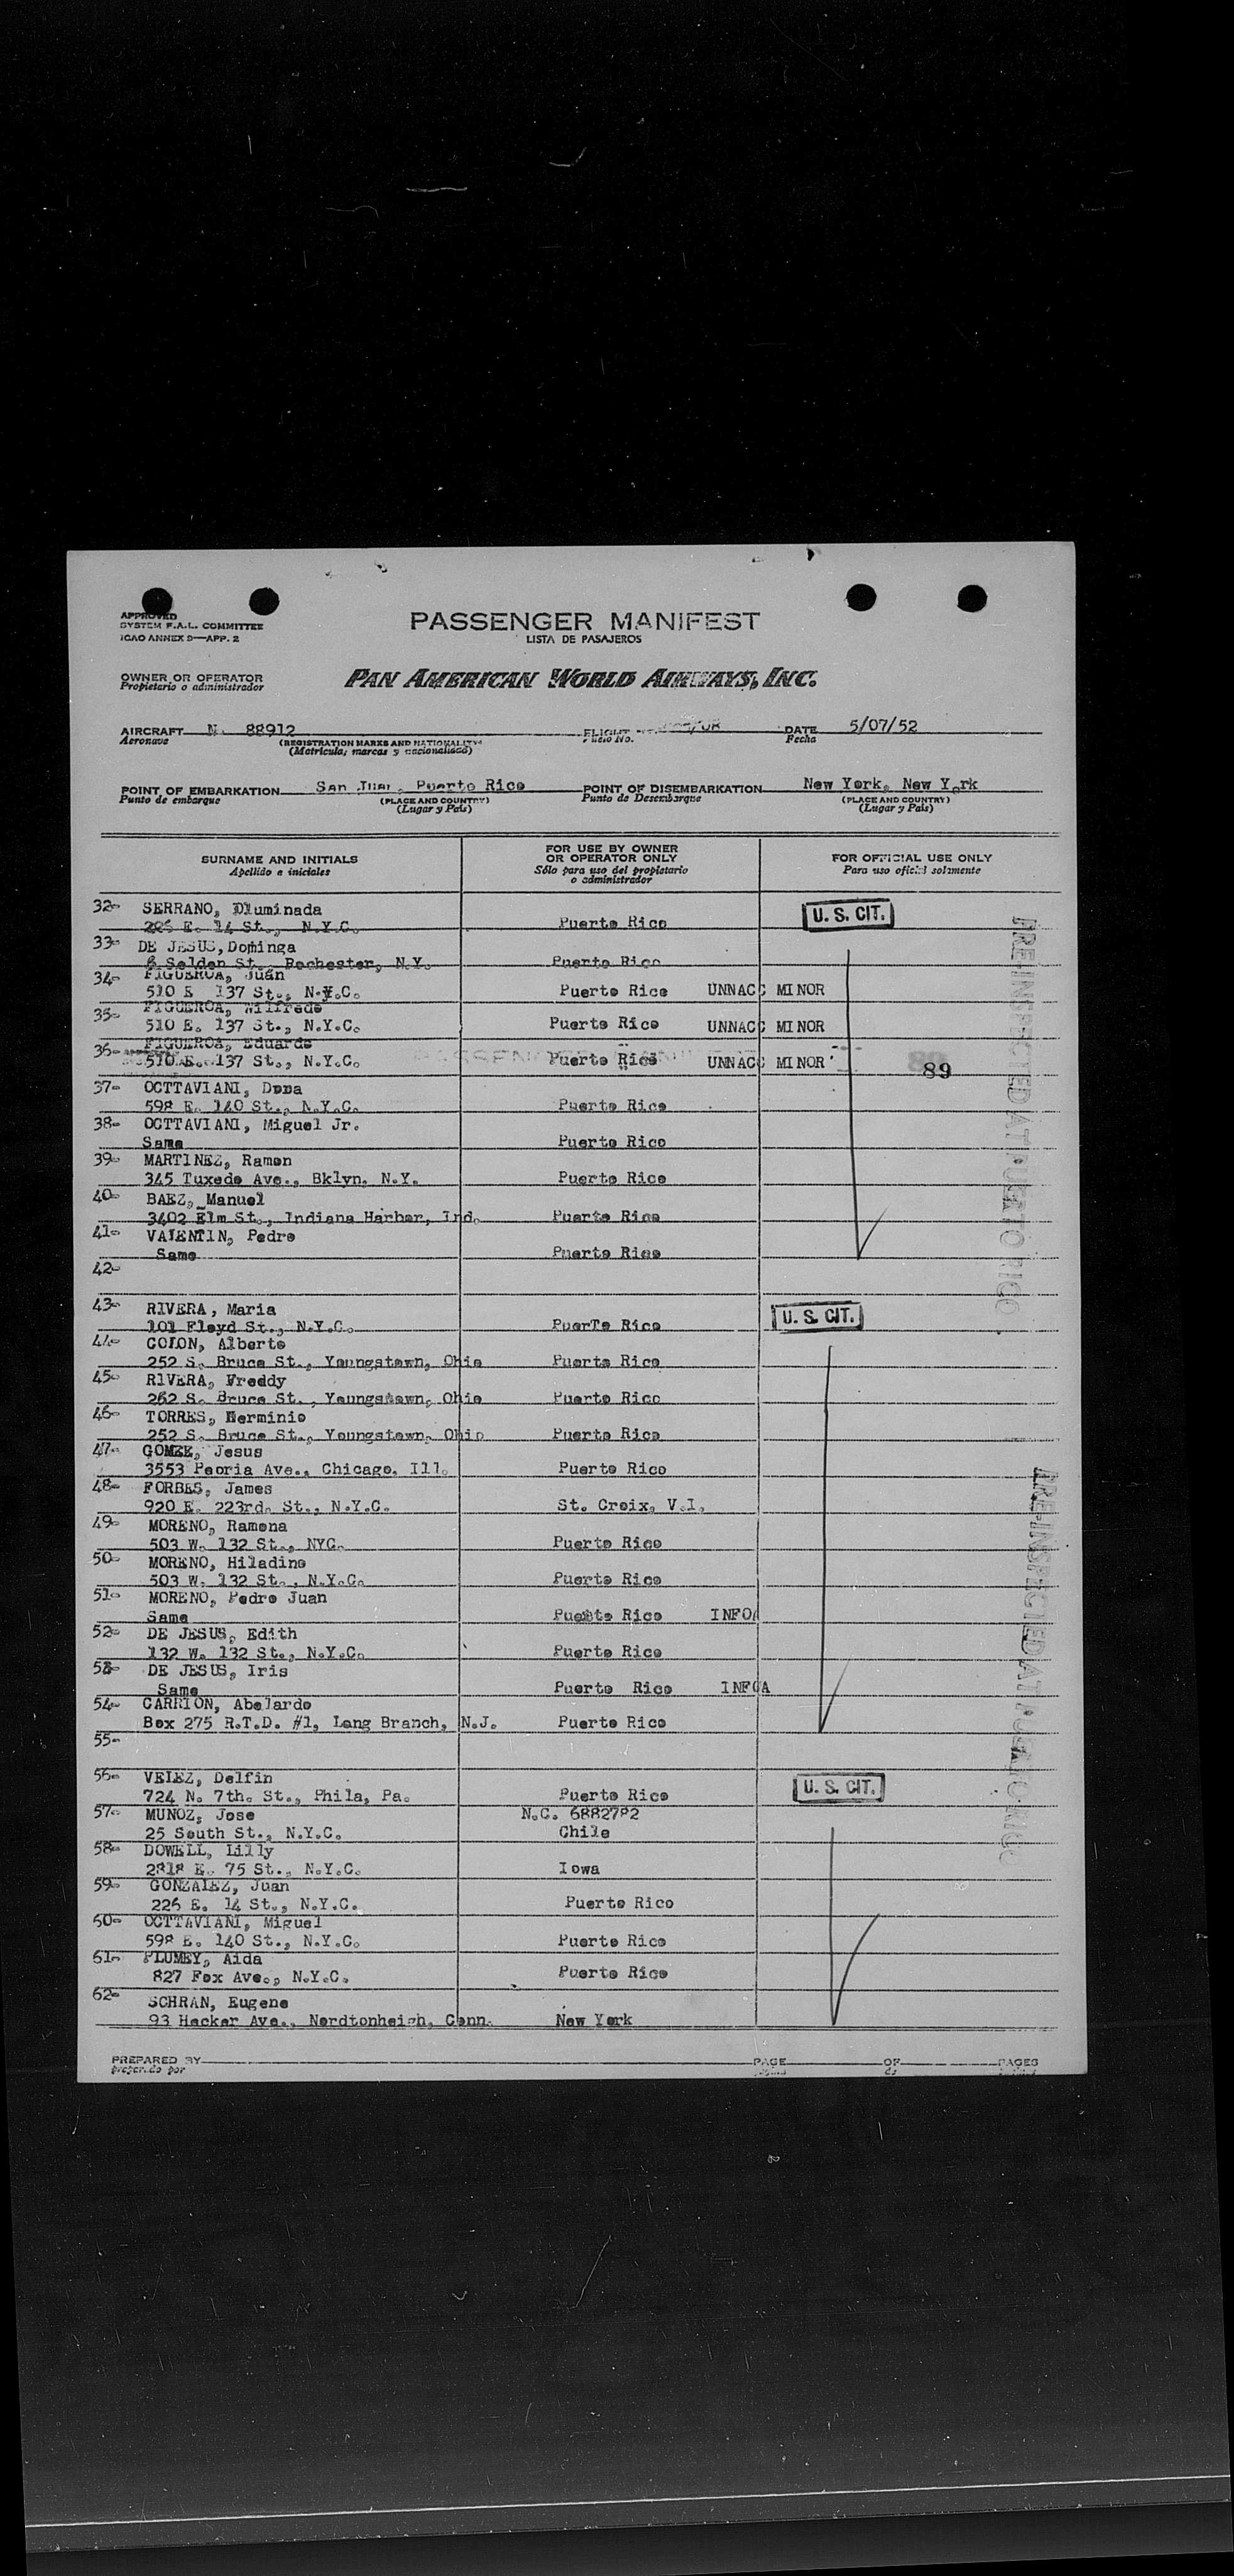 APPROVED
SYSTEM F.A.L. COMMITTEE
ICAO ANNEX D—APP. 2
PASSENGER MANIFEST
LISTA DE PASAJEROS
OWNER OR OPERATOR
Propietario o administrador
PAN AMERICAN WORLD AIRWAYS, INC.
AIRCRAFT N. 88912 FLIGHT DATE 5/07/52
Aeronave (REGISTRATION MARKS AND NATIONALITY) Vuelo No. Fecha
(Matrícula, marcas y nacionalidad)
POINT OF EMBARKATION San Juan, Puerto Rico POINT OF DISEMBARKATION New York, New York
Punto de embarque (PLACE AND COUNTRY) Punto de Desembarque (PLACE AND COUNTRY)
(Lugar y País) (Lugar y País)
SURNAME AND INITIALS FOR USE BY OWNER OR OPERATOR ONLY FOR OFFICIAL USE ONLY
Apellido e iniciales Sólo para uso del propietario o administrador Para uso oficial solamente
32- SERRANO, Dluminada U. S. CIT.
226 E. 14 St., N.Y.C. Puerto Rico
33- DE JESUS, Dominga
6 Selden St., Rochester, N.Y. Puerto Rico
34- FIGUEROA, Juan
510 E 137 St., N.Y.C. Puerto Rico UNNACC MINOR
35- FIGUEROA, Wilfredo
510 E. 137 St., N.Y.C. Puerto Rico UNNACC MINOR
36- FIGUEROA, Eduardo
510 E. 137 St., N.Y.C. Puerto Rico UNNACC MINOR
89
37- OCTTAVIANI, Dona
598 E. 140 St., N.Y.C. Puerto Rico
38- OCTTAVIANI, Miguel Jr.
Same Puerto Rico
39- MARTINEZ, Ramon
345 Tuxedo Ave., Bklyn. N.Y. Puerto Rico
40- BAEZ, Manuel
3402 Elm St., Indiana Harbor, Ind. Puerto Rico
41- VALENTIN, Pedro
Same Puerto Rico
42-
43- RIVERA, Maria U. S. CIT.
101 Floyd St., N.Y.C. PuerTo Rico
44- COLON, Alberto
252 S. Bruce St., Youngstown, Ohio Puerto Rico
45- RIVERA, Freddy
262 S. Bruce St., Youngstown, Ohio Puerto Rico
46- TORRES, Herminio
252 S. Bruce St., Youngstown, Ohio Puerto Rico
47- GOMEZ, Jesus
3553 Peoria Ave., Chicago, Ill. Puerto Rico
48- FORBES, James
920 E. 223rd. St., N.Y.C. St. Croix, V.I.
49- MORENO, Ramona
503 W. 132 St., NYC. Puerto Rico
50- MORENO, Hiladino
503 W. 132 St., N.Y.C. Puerto Rico
51- MORENO, Pedro Juan
Same Puerto Rico INFOA
52- DE JESUS, Edith
132 W. 132 St., N.Y.C. Puerto Rico
53- DE JESUS, Iris
Same Puerto Rico INFOA
54- CARRION, Abelardo
Box 275 R.T.D. #1, Long Branch, N.J. Puerto Rico
55-
56- VELEZ, Delfin U. S. CIT.
724 N. 7th. St., Phila, Pa. Puerto Rico
57- MUNOZ, Jose N.C. 6882792
25 South St., N.Y.C. Chile
58- DOWELL, Lilly
2818 E. 75 St., N.Y.C. Iowa
59- GONZALEZ, Juan
226 E. 14 St., N.Y.C. Puerto Rico
60- OCTTAVIANI, Miguel
598 E. 140 St., N.Y.C. Puerto Rico
61- PLUMEY, Aida
827 Fox Ave., N.Y.C. Puerto Rico
62- SCHRAN, Eugene
93 Hecker Ave., Nordtonheigh, Conn. New York
PRE-INSPECTED AT PUERTO RICO
PRE-INSPECTED AT PUERTO RICO
PREPARED BY PAGE OF PAGES
preparado por